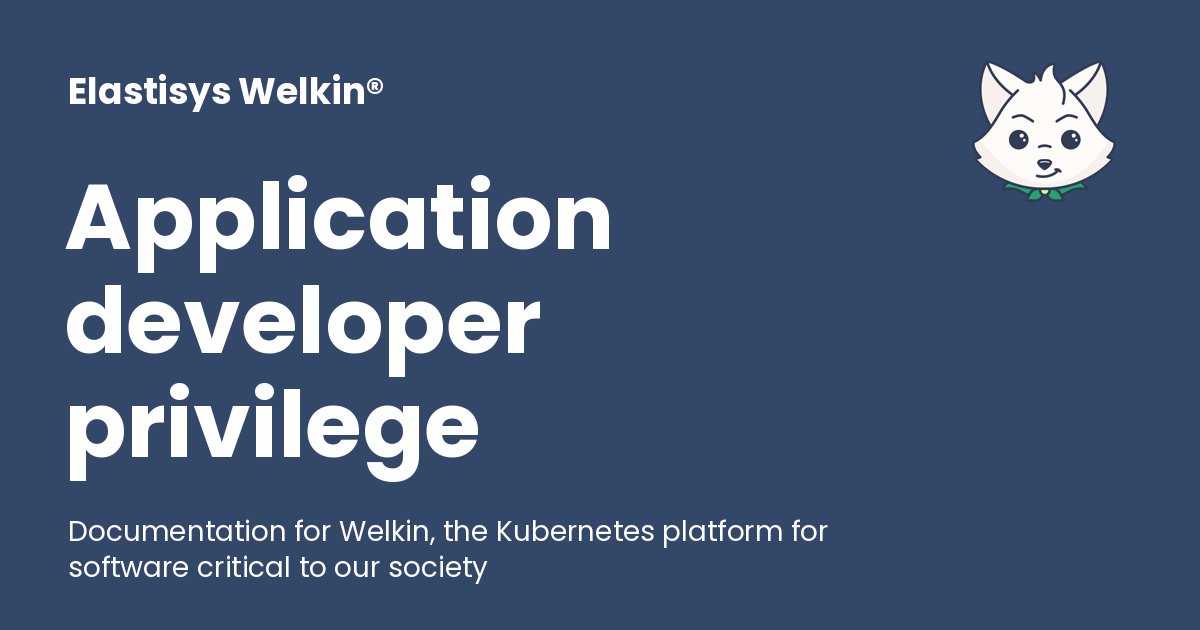 Elastisys Welkin®
Application
developer
privilege
Documentation for Welkin, the Kubernetes platform for
software critical to our society